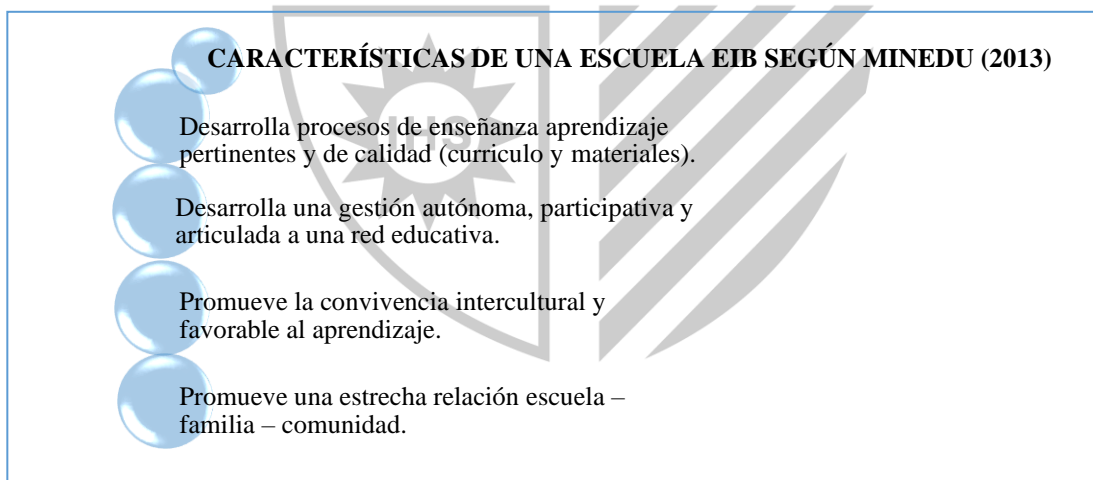 CARACTERÍSTICAS DE UNA ESCUELA EIB SEGÚN MINEDU (2013)
IHS
Desarrolla procesos de enseñanza aprendizaje
pertinentes y de calidad (curriculo y materiales).
Desarrolla una gestión autónoma, participativa y
articulada a una red educativa.
Promueve la convivencia intercultural y
favorable al aprendizaje.
Promueve una estrecha relación escuela –
familia – comunidad.